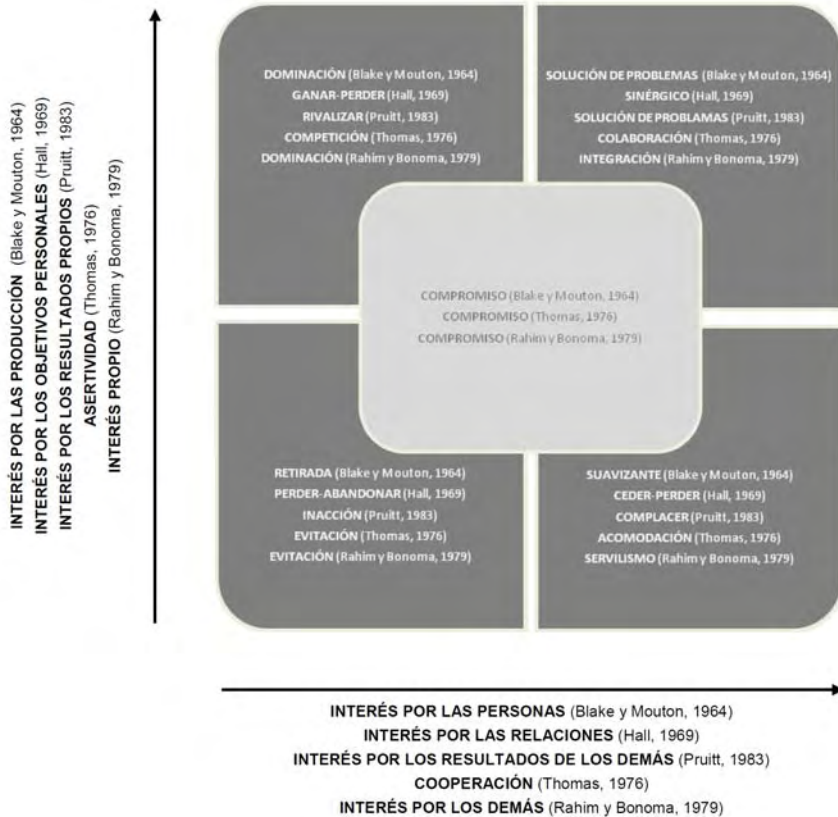 INTERÉS POR LAS PRODUCCIÓN (Blake y Mouton, 1964)
INTERÉS POR LOS OBJETIVOS PERSONALES (Hall, 1969)
INTERÉS POR LOS RESULTADOS PROPIOS (Pruitt, 1983)
ASERTIVIDAD (Thomas, 1976)
INTERÉS PROPIO (Rahim y Bonoma, 1979)
DOMINACIÓN (Blake y Mouton, 1964)
GANAR-PERDER (Hall, 1969)
RIVALIZAR (Pruitt, 1983)
COMPETICIÓN (Thomas, 1976)
DOMINACIÓN (Rahim y Bonoma, 1979)
SOLUCIÓN DE PROBLEMAS (Blake y Mouton, 1964)
SINÉRGICO (Hall, 1969)
SOLUCIÓN DE PROBLAMAS (Pruitt, 1983)
COLABORACIÓN (Thomas, 1976)
INTEGRACIÓN (Rahim y Bonoma, 1979)
COMPROMISO (Blake y Mouton, 1964)
COMPROMISO (Thomas, 1976)
COMPROMISO (Rahim y Bonoma, 1979)
RETIRADA (Blake y Mouton, 1964)
PERDER-ABANDONAR (Hall, 1969)
INACCIÓN (Pruitt, 1983)
EVITACIÓN (Thomas, 1976)
EVITACIÓN (Rahim y Bonoma, 1979)
SUAVIZANTE (Blake y Mouton, 1964)
CEDER-PERDER (Hall, 1969)
COMPLACER (Pruitt, 1983)
ACOMODACIÓN (Thomas, 1976)
SERVILISMO (Rahim y Bonoma, 1979)
INTERÉS POR LAS PERSONAS (Blake y Mouton, 1964)
INTERÉS POR LAS RELACIONES (Hall, 1969)
INTERÉS POR LOS RESULTADOS DE LOS DEMÁS (Pruitt, 1983)
COOPERACIÓN (Thomas, 1976)
INTERÉS POR LOS DEMÁS (Rahim y Bonoma, 1979)